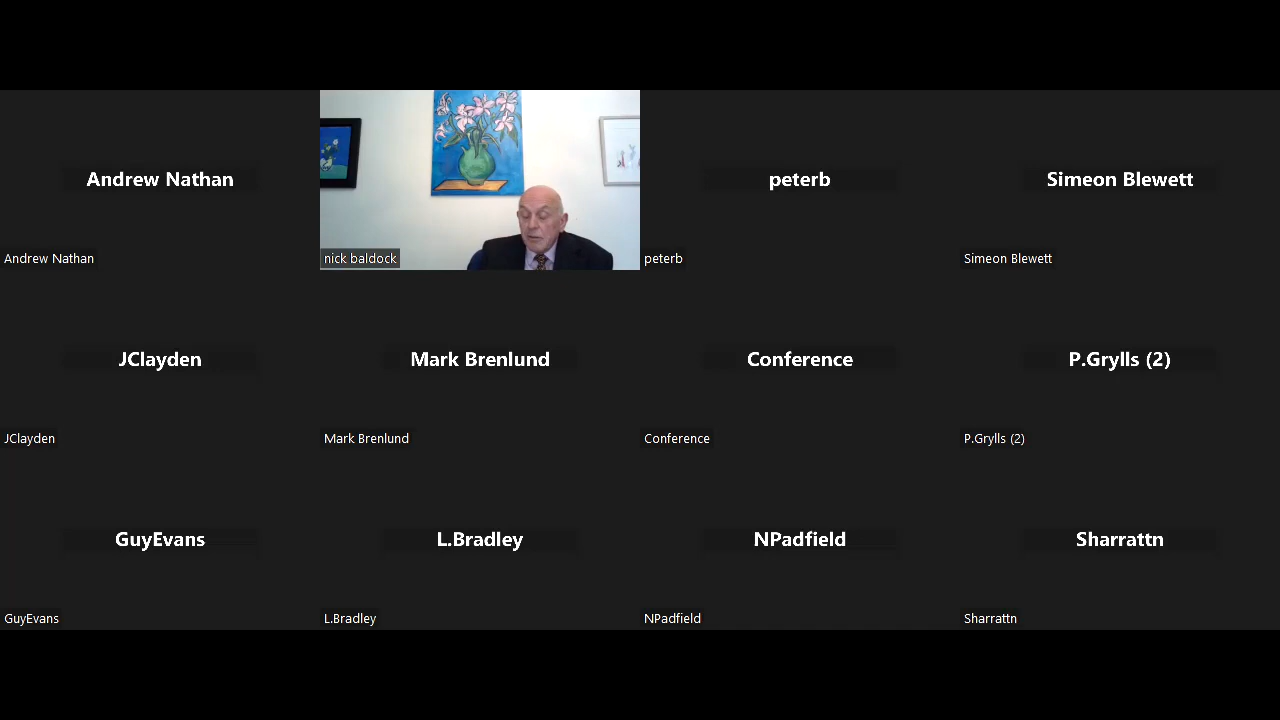 Andrew Nathan
peterb
Simeon Blewett
Andrew Nathan
nick baldock
peterb
Simeon Blewett
JClayden
Mark Brenlund
Conference
P.Grylls (2)
JClayden
Mark Brenlund
Conference
P.Grylls (2)
GuyEvans
L.Bradley
NPadfield
Sharrattn
GuyEvans
L.Bradley
NPadfield
Sharrattn